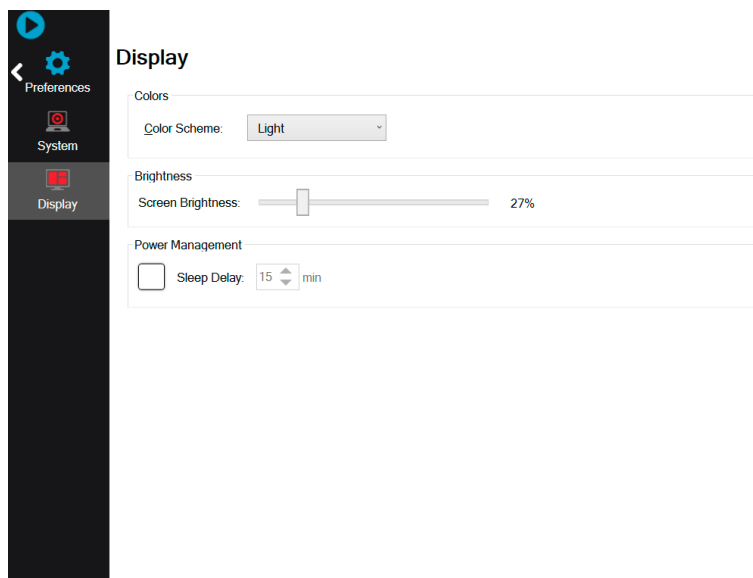 Preferences
System
Display
Display
Colors
Color Scheme: Light
Brightness
Screen Brightness: 27%
Power Management
Sleep Delay: 15 min